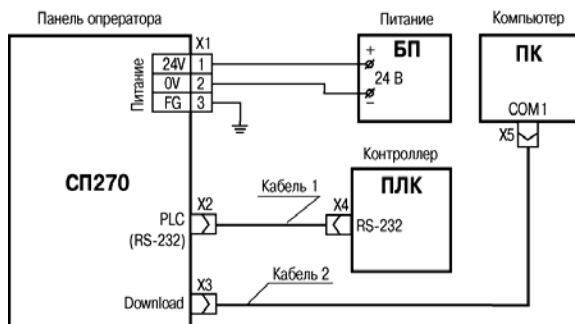 Панель опрератора
Питание
Компьютер
X1
24V 1
0V 2
FG 3
Питание
+
БП
24 В
–
ПК
COM1
X5
СП270
Контроллер
ПЛК
Кабель 1
X2
X4
PLC
(RS-232)
RS-232
Кабель 2
X3
Download